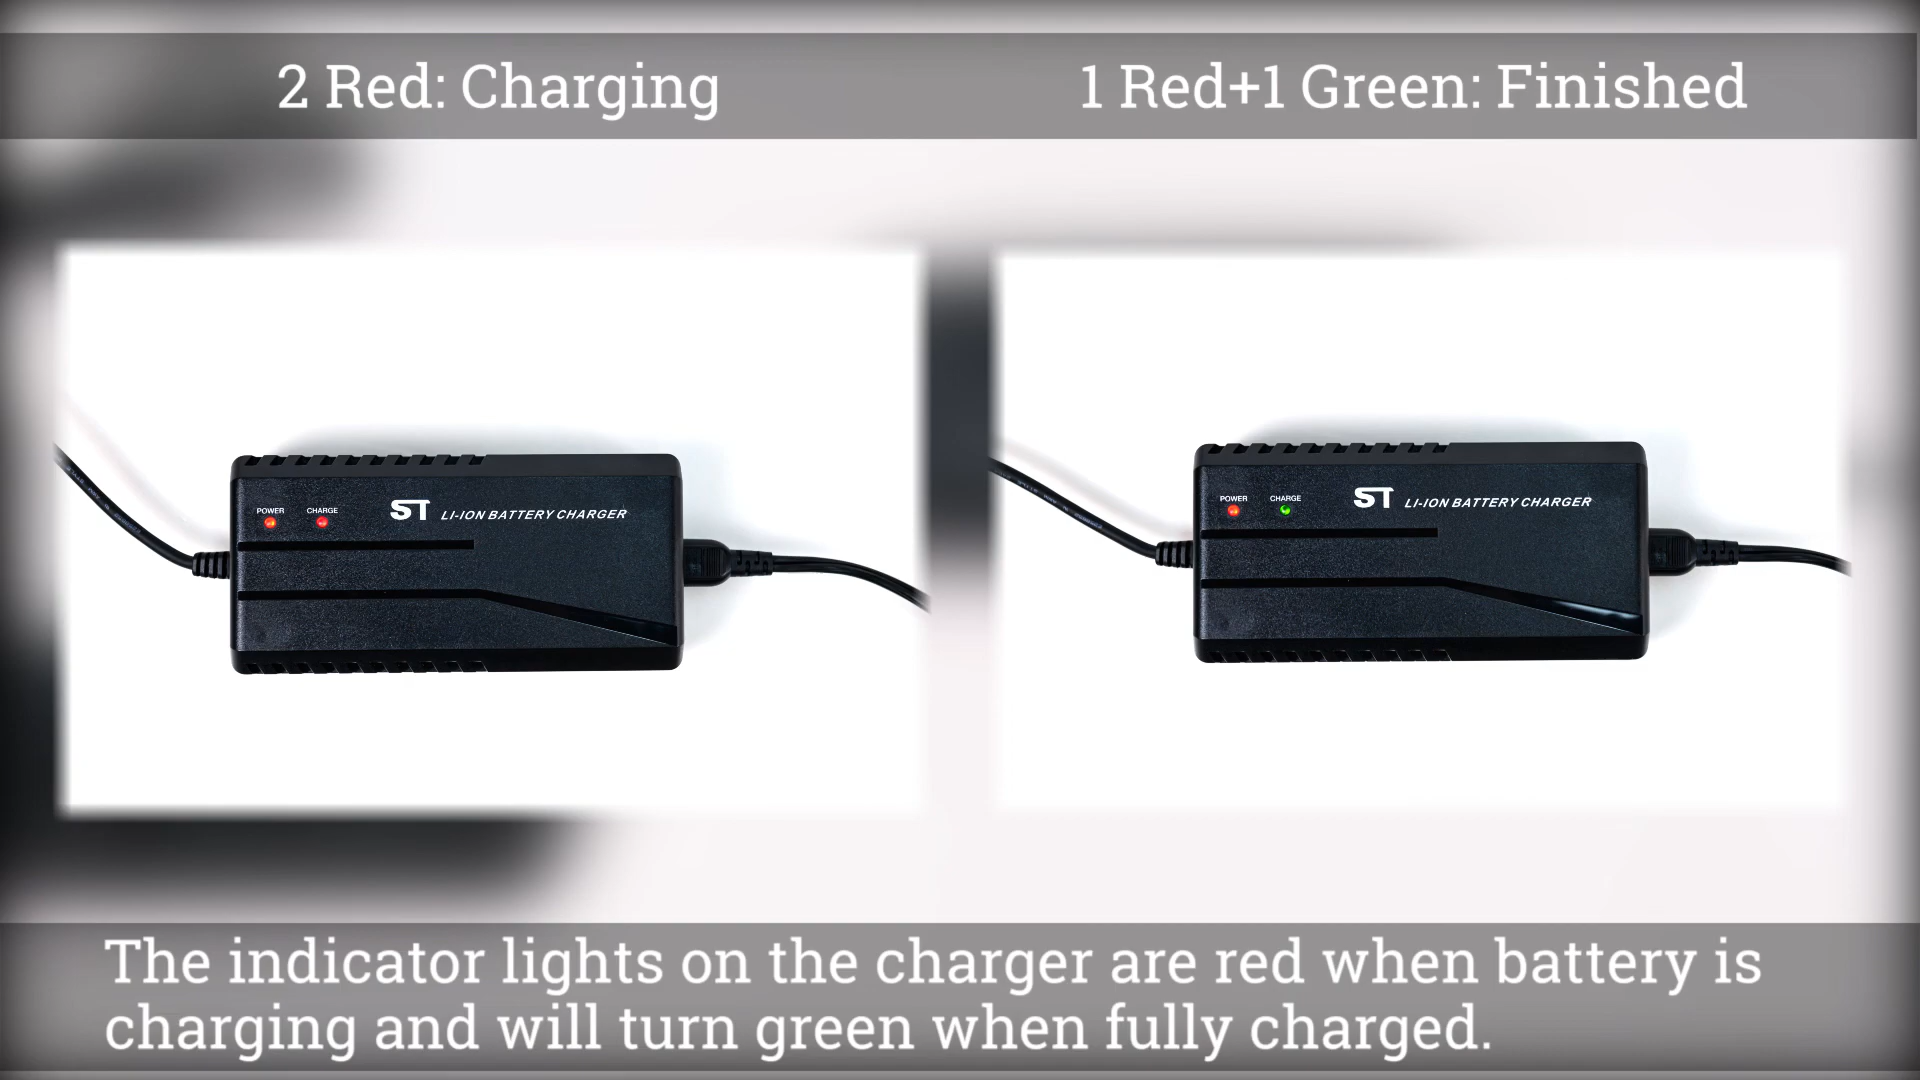 2 Red: Charging
1 Red+1 Green: Finished
POWER
CHARGE
ST LI-ION BATTERY CHARGER
POWER
CHARGE
ST LI-ION BATTERY CHARGER
The indicator lights on the charger are red when battery is
charging and will turn green when fully charged.